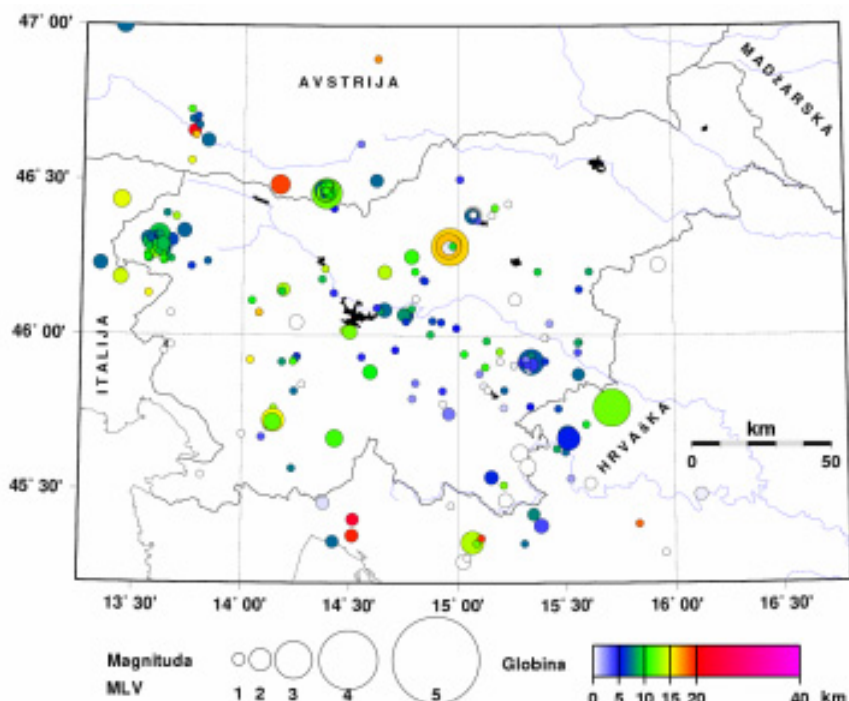 47° 00'
AVSTRIJA
MADžARSKA
46° 30'
46° 00'
ITALIJA
HRVAšKA
km
0 50
45° 30'
13° 30' 14° 00' 14° 30' 15° 00' 15° 30' 16° 00' 16° 30'
Magnituda
MLV
1 2 3 4 5
Globina
0 5 10 15 20 40 km